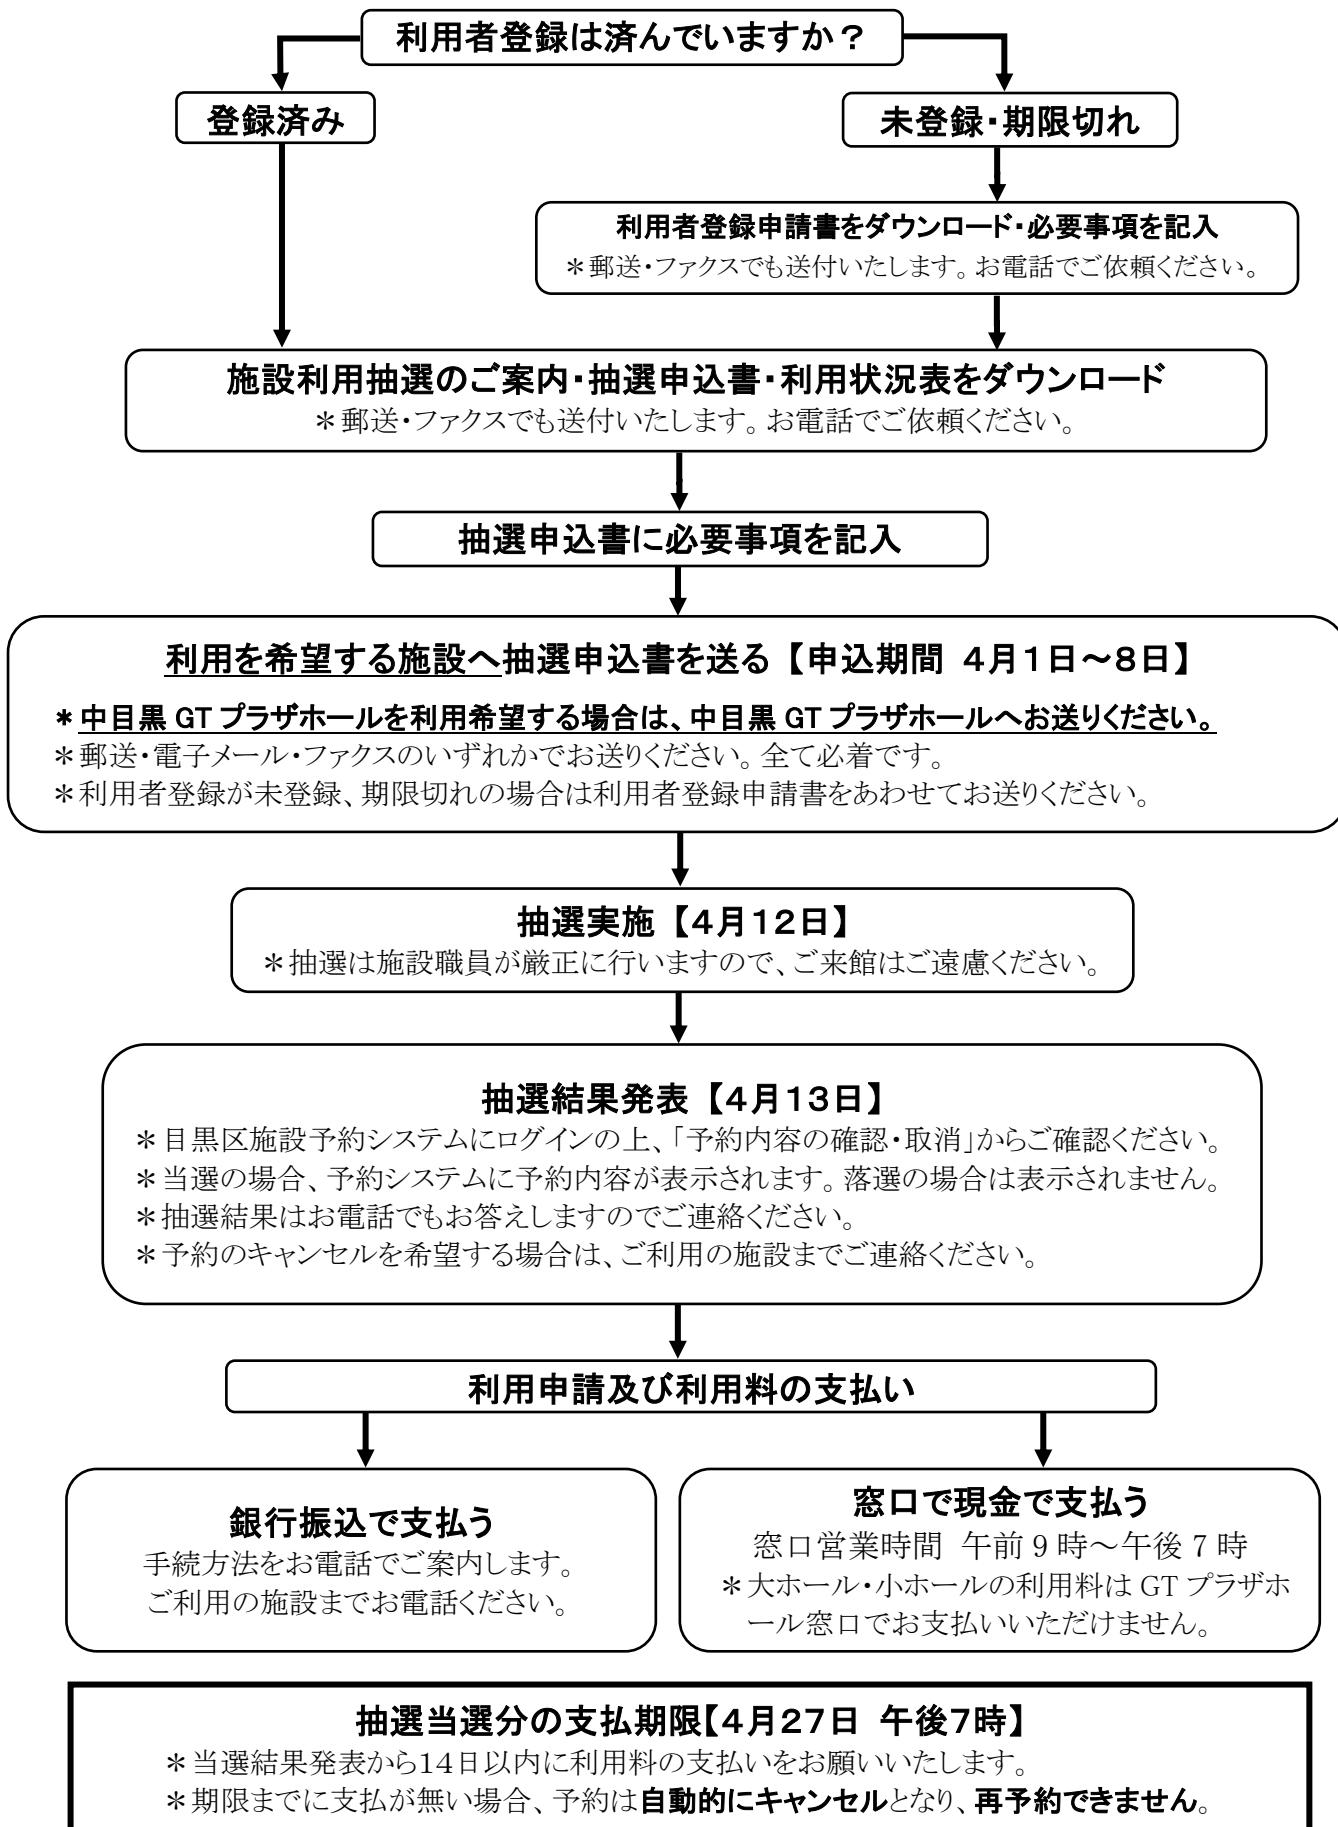 利用者登録は済んでいますか？
登録済み
未登録・期限切れ
利用者登録申請書をダウンロード・必要事項を記入
＊郵送・ファクスでも送付いたします。お電話でご依頼ください。
施設利用抽選のご案内・抽選申込書・利用状況表をダウンロード
＊郵送・ファクスでも送付いたします。お電話でご依頼ください。
抽選申込書に必要事項を記入
利用を希望する施設へ抽選申込書を送る【申込期間 4月1日～8日】
＊中目黒 GT プラザホールを利用希望する場合は、中目黒 GT プラザホールへお送りください。
＊郵送・電子メール・ファクスのいずれかでお送りください。全て必着です。
＊利用者登録が未登録、期限切れの場合は利用者登録申請書をあわせてお送りください。
抽選実施【4月12日】
＊抽選は施設職員が厳正に行いますので、ご来館はご遠慮ください。
抽選結果発表【4月13日】
＊目黒区施設予約システムにログインの上、「予約内容の確認・取消」からご確認ください。
＊当選の場合、予約システムに予約内容が表示されます。落選の場合は表示されません。
＊抽選結果はお電話でもお答えしますのでご連絡ください。
＊予約のキャンセルを希望する場合は、ご利用の施設までご連絡ください。
利用申請及び利用料の支払い
銀行振込で支払う
手続方法をお電話でご案内します。
ご利用の施設までお電話ください。
窓口で現金で支払う
窓口営業時間 午前 9 時～午後 7 時
＊大ホール・小ホールの利用料は GT プラザホ
ール窓口でお支払いいただけません。
抽選当選分の支払期限【4月27日 午後7時】
＊当選結果発表から14日以内に利用料の支払いをお願いいたします。
＊期限までに支払が無い場合、予約は自動的にキャンセルとなり、再予約できません。